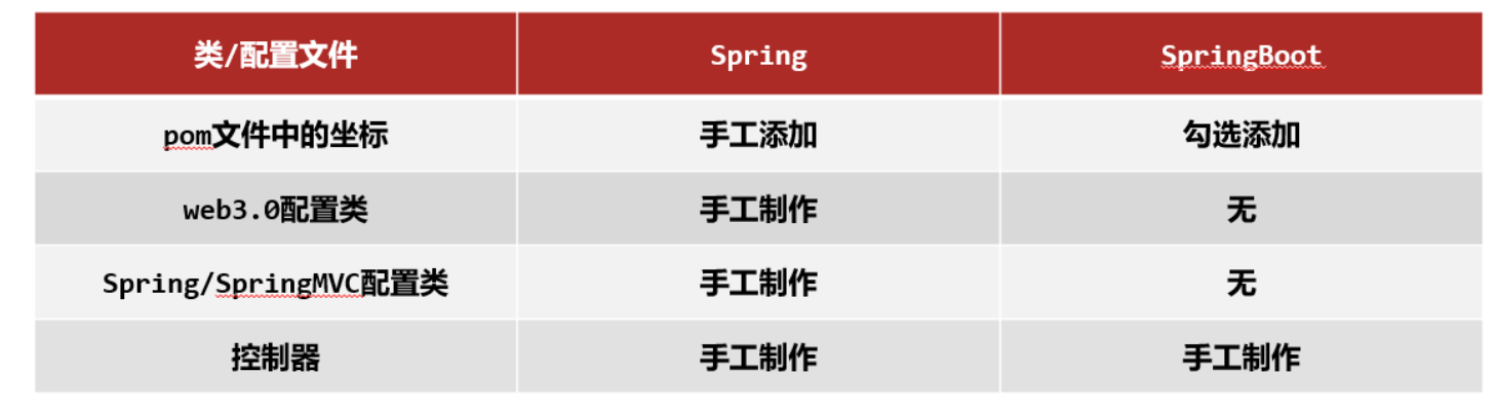 类/配置文件 Spring SpringBoot
pom文件中的坐标 手工添加 勾选添加
web3.0配置类 手工制作 无
Spring/SpringMVC配置类 手工制作 无
控制器 手工制作 手工制作